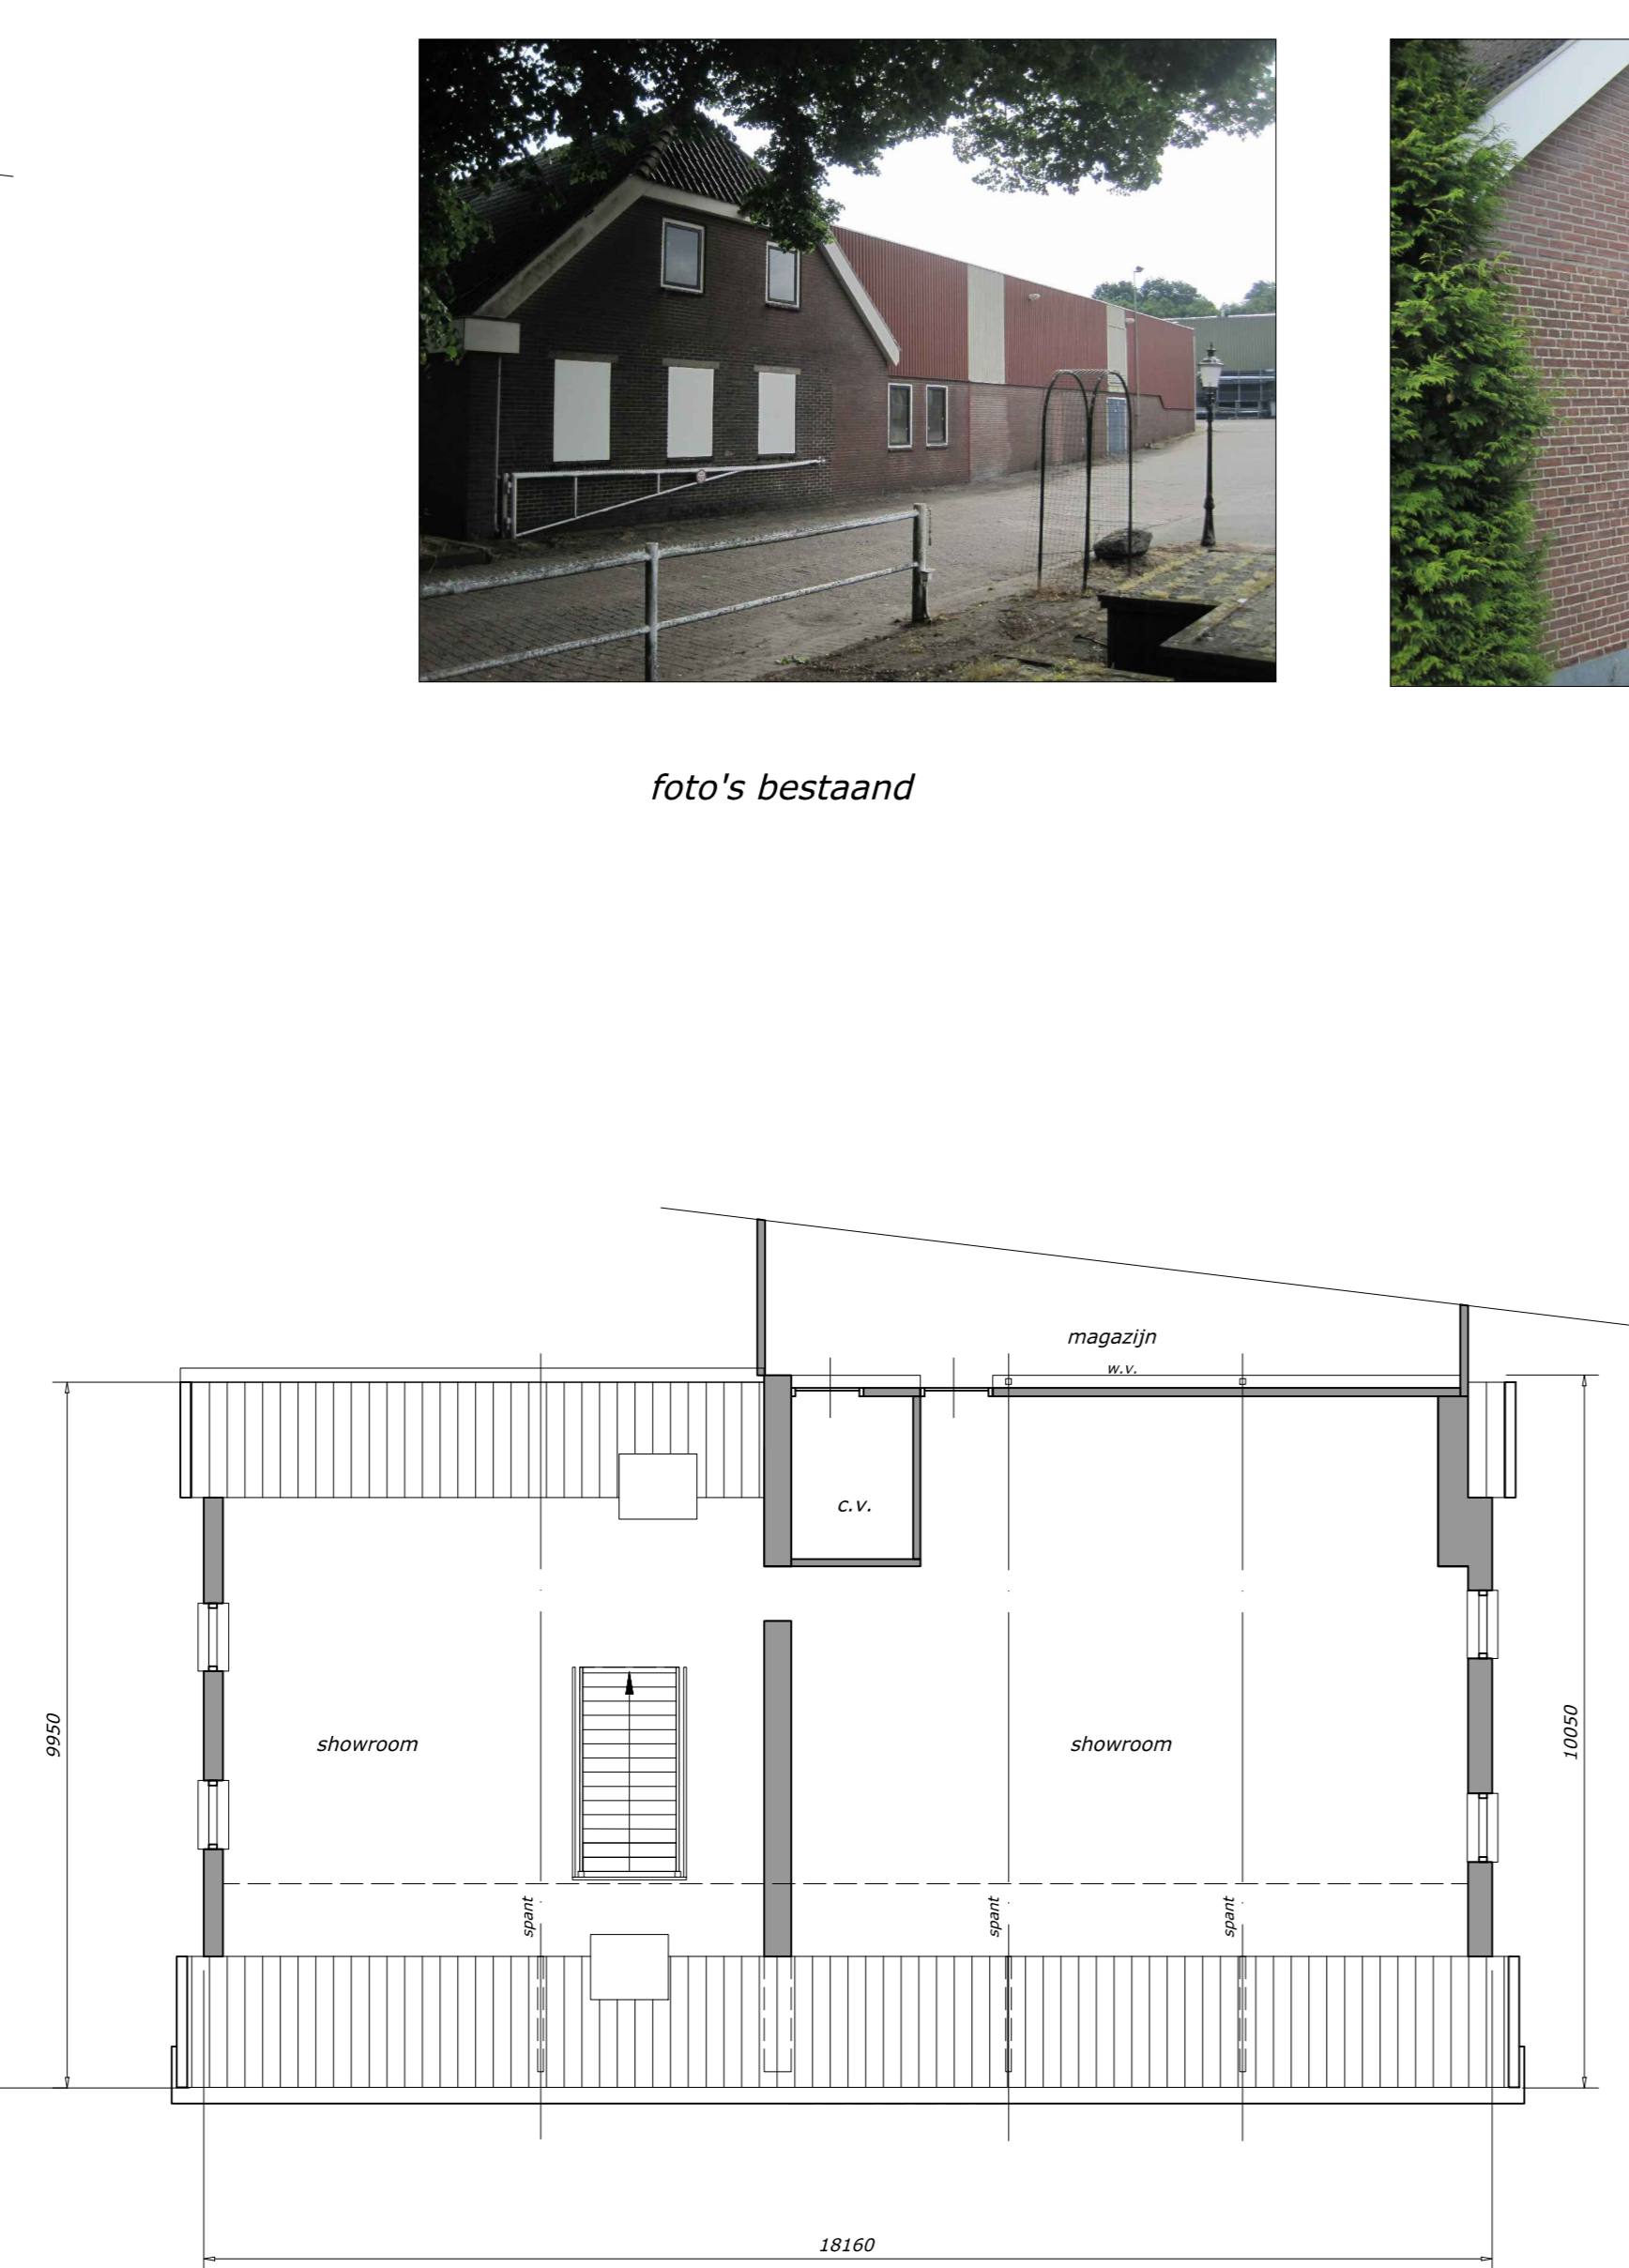 foto's bestaand
magazijn
w.v.
c.v.
9950
showroom
showroom
10050
spant
spant
spant
18160